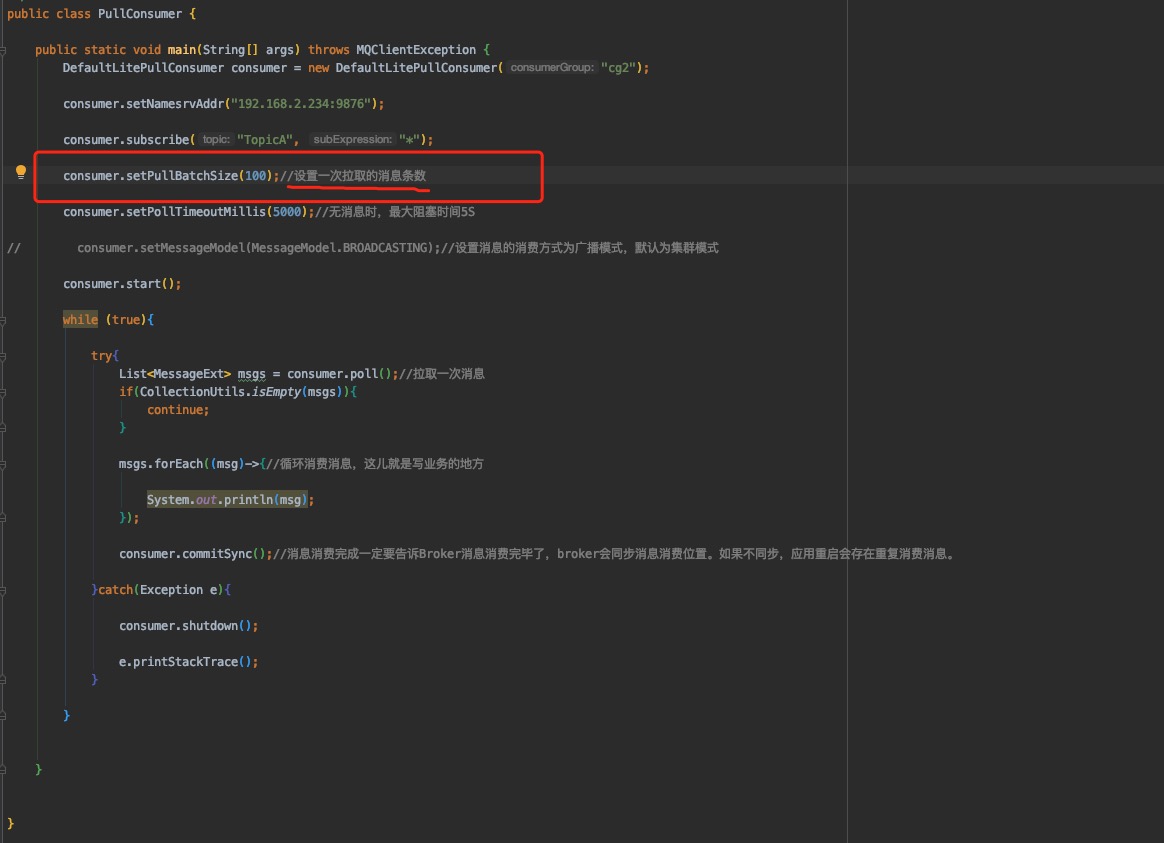 public class PullConsumer {
public static void main(String[] args) throws MQClientException {
DefaultLitePullConsumer consumer = new DefaultLitePullConsumer( consumerGroup: "cg2");
consumer.setNamesrvAddr("192.168.2.234:9876");
consumer.subscribe( topic: "TopicA", subExpression: "*");
consumer.setPullBatchSize(100);//设置一次拉取的消息条数
consumer.setPollTimeoutMillis(5000);//无消息时，最大阻塞时间5S
// consumer.setMessageModel(MessageModel.BROADCASTING);//设置消息的消费方式为广播模式，默认为集群模式
consumer.start();
while (true){
try{
List<MessageExt> msgs = consumer.poll();//拉取一次消息
if(CollectionUtils.isEmpty(msgs)){
continue;
}
msgs.forEach((msg)->{//循环消费消息，这儿就是写业务的地方
System.out.println(msg);
});
consumer.commitSync();//消息消费完成一定要告诉Broker消息消费完毕了，broker会同步消息消费位置。如果不同步，应用重启会存在重复消费消息。
}catch(Exception e){
consumer.shutdown();
e.printStackTrace();
}
}
}
}